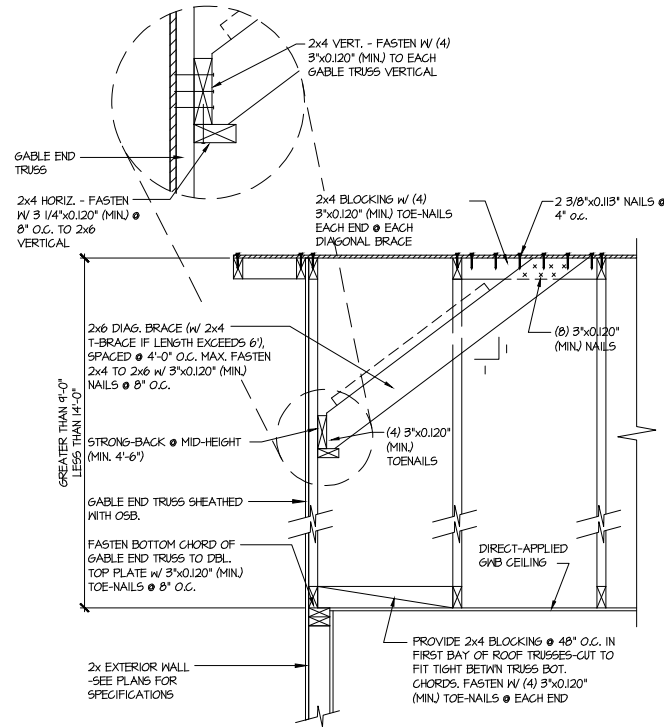 2x4 VERT. - FASTEN W/ (4)
3"x0.120" (MIN.) TO EACH
GABLE TRUSS VERTICAL
GABLE END
TRUSS
2x4 HORIZ. - FASTEN
W/ 3 1/4"x0.120" (MIN.) @
8" O.C. TO 2x6
VERTICAL
2x4 BLOCKING w/ (4)
3"x0.120" (MIN.) TOE-NAILS
EACH END @ EACH
DIAGONAL BRACE
2 3/8"x0.113" NAILS @
4" o.c.
2x6 DIAG. BRACE (w/ 2x4
T-BRACE IF LENGTH EXCEEDS 6'),
SPACED @ 4'-0" O.C. MAX. FASTEN
2x4 TO 2x6 w/ 3"x0.120" (MIN.)
NAILS @ 8" O.C.
(8) 3"x0.120"
(MIN.) NAILS
1
1
GREATER THAN 9'-0"
LESS THAN 14'-0"
STRONG-BACK @ MID-HEIGHT
(MIN. 4'-6")
(4) 3"x0.120"
(MIN.)
TOENAILS
GABLE END TRUSS SHEATHED
WITH OSB.
FASTEN BOTTOM CHORD OF
GABLE END TRUSS TO DBL.
TOP PLATE w/ 3"x0.120" (MIN.)
TOE-NAILS @ 8" O.C.
DIRECT-APPLIED
GWB CEILING
2x EXTERIOR WALL
-SEE PLANS FOR
SPECIFICATIONS
PROVIDE 2x4 BLOCKING @ 48" O.C. IN
FIRST BAY OF ROOF TRUSSES-CUT TO
FIT TIGHT BETW'N TRUSS BOT.
CHORDS. FASTEN W/ (4) 3"x0.120"
(MIN.) TOE-NAILS @ EACH END